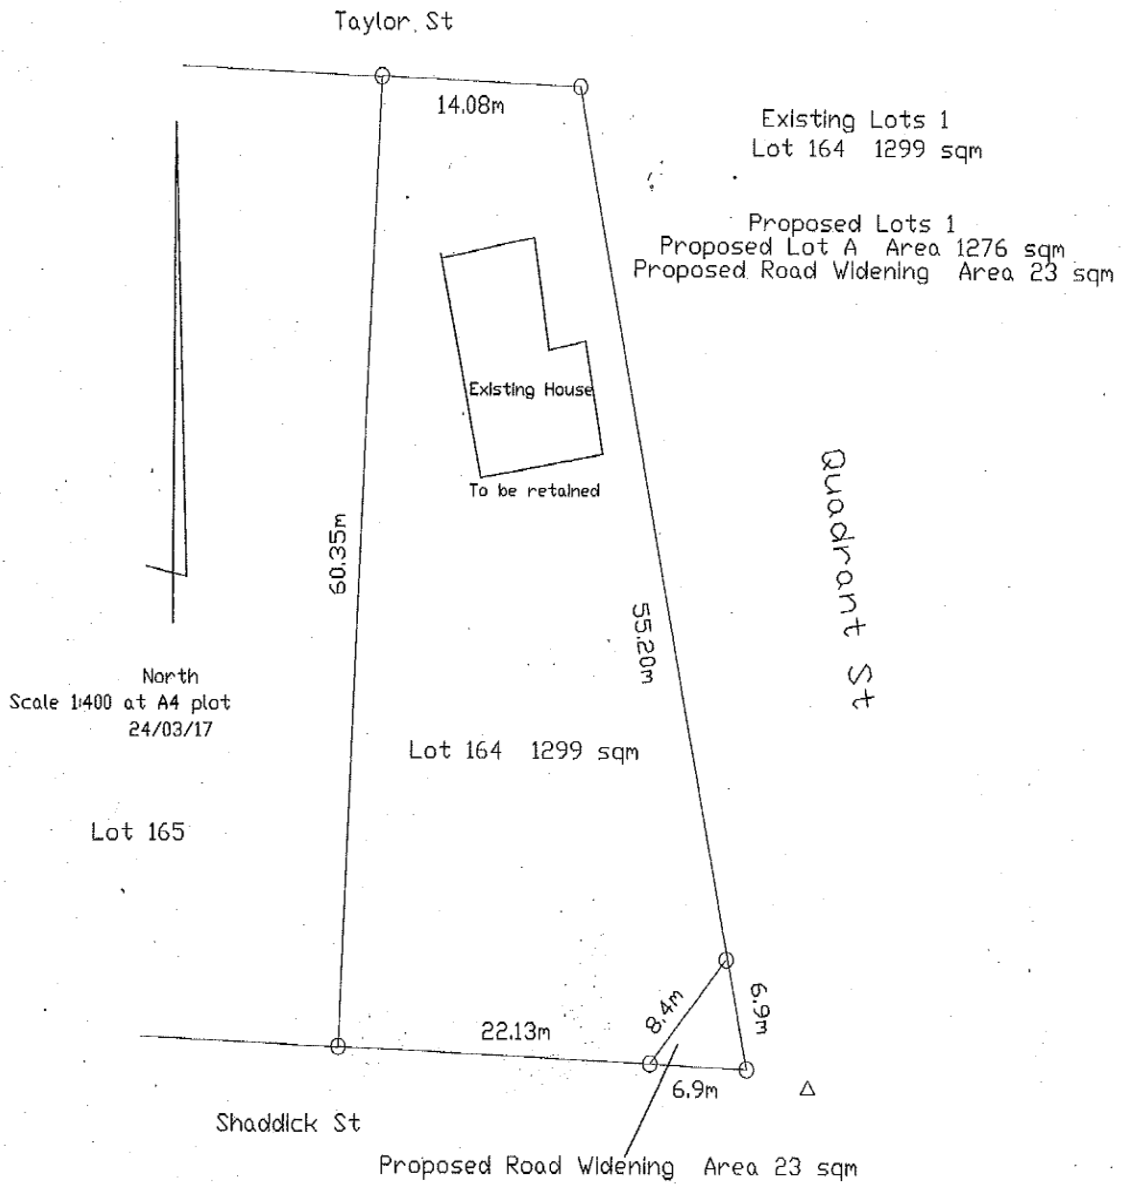 Taylor. St
14.08m
Existing Lots 1
Lot 164 1299 sqm
Proposed Lots 1
Proposed Lot A Area 1276 sqm
Proposed Road Widening Area 23 sqm
Existing House
To be retained
Quadrant St
60.35m
55.20m
North
Scale 1:400 at A4 plot
24/03/17
Lot 164 1299 sqm
Lot 165
8.4m
6.9m
22.13m
6.9m
Shaddick St
Proposed Road Widening Area 23 sqm